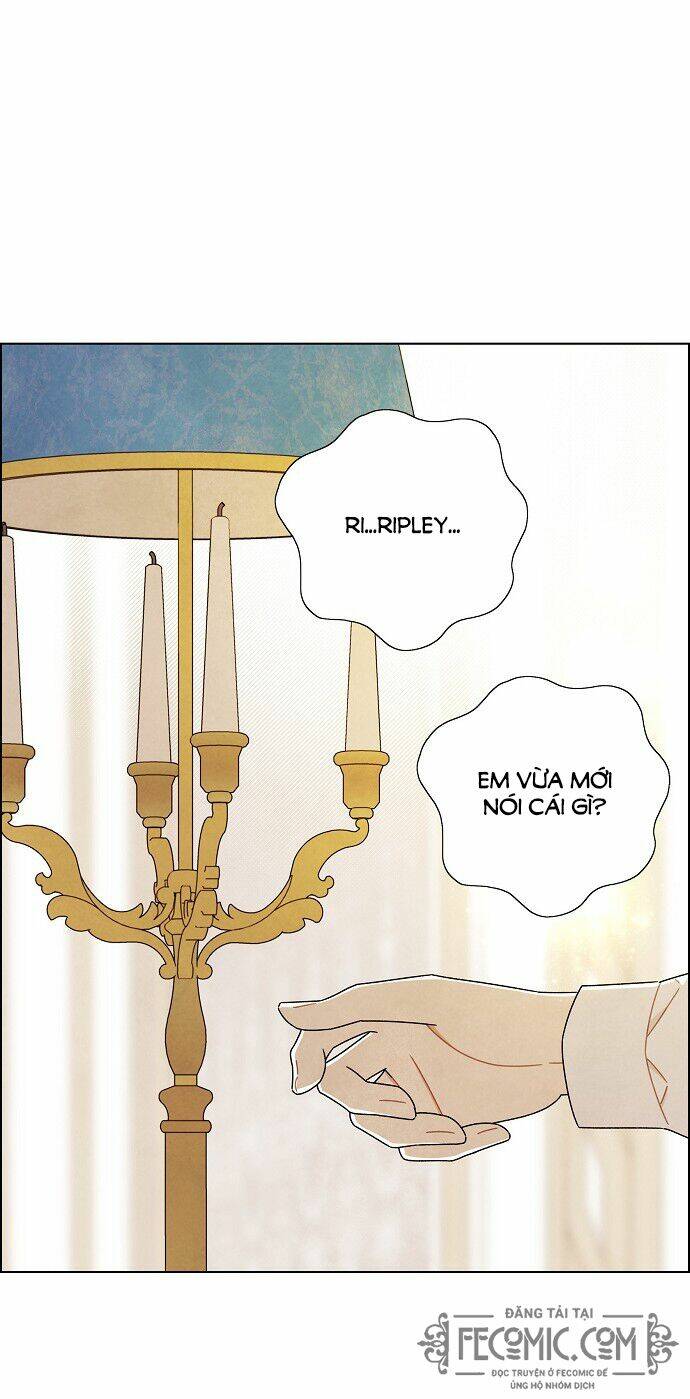 RI...RIPLEY...
EM VỪA MỚI
NÓI CÁI GÌ?
ĐĂNG TẢI TẠI
FECOMIC.COM
ĐỌC TRUYỆN Ở FECOMIC ĐỂ
ỦNG HỘ NHÓM DỊCH